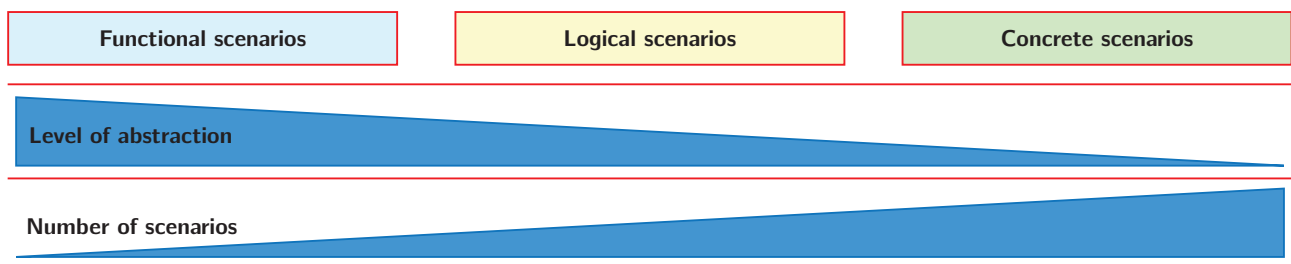 Functional scenarios
Logical scenarios
Concrete scenarios
Level of abstraction
Number of scenarios